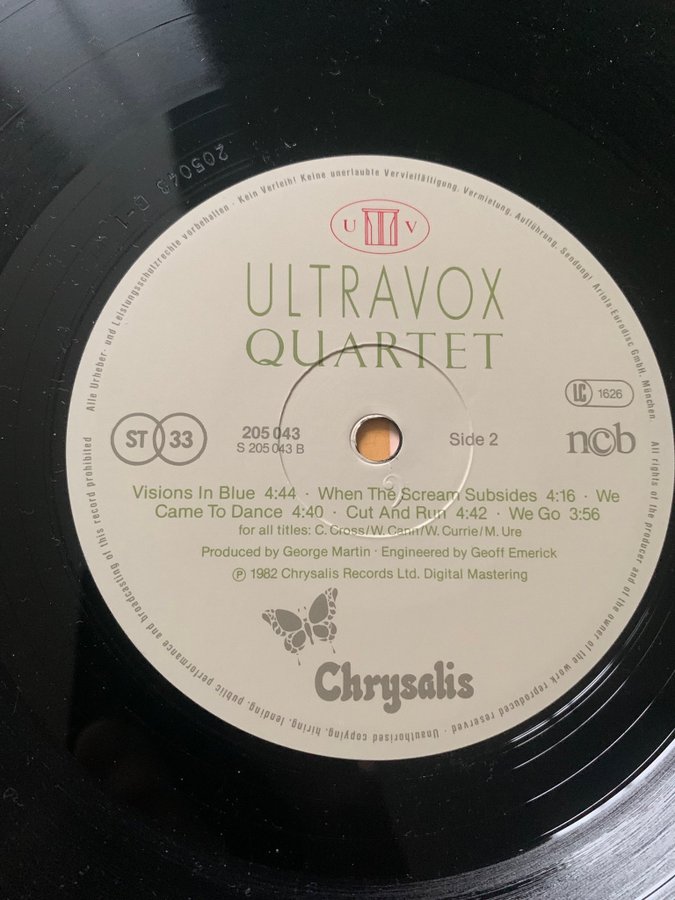 205043 B-1
Alle Urheber- und Leistungsschutzrechte vorbehalten · Kein Verleih! Keine unerlaubte Vervielfältigung, Vermietung, Aufführung, Sendung! Ariola-Eurodisc GmbH, München
U V
ULTRAVOX
QUARTET
LC 1626
ST 33
205 043
S 205 043 B
Side 2
ncb
Visions In Blue 4:44 · When The Scream Subsides 4:16 · We
Came To Dance 4:40 · Cut And Run 4:42 · We Go 3:56
for all titles: C. Cross/W. Cann/W. Currie/M. Ure
Produced by George Martin · Engineered by Geoff Emerick
℗ 1982 Chrysalis Records Ltd. Digital Mastering
Chrysalis
All rights of the producer and of the owner of the work reproduced reserved · Unauthorised copying, hiring, lending, public performance and broadcasting of this record prohibited